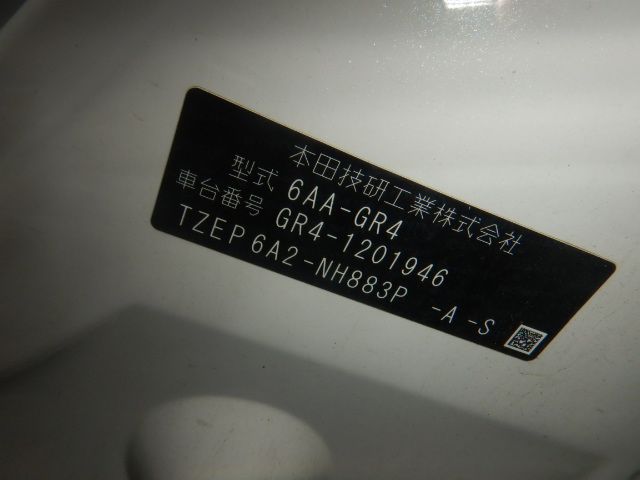 本田技研工業株式会社
型式 6AA-GR4
車台番号 GR4-1201946
TZEP 6A2-NH883P -A -S